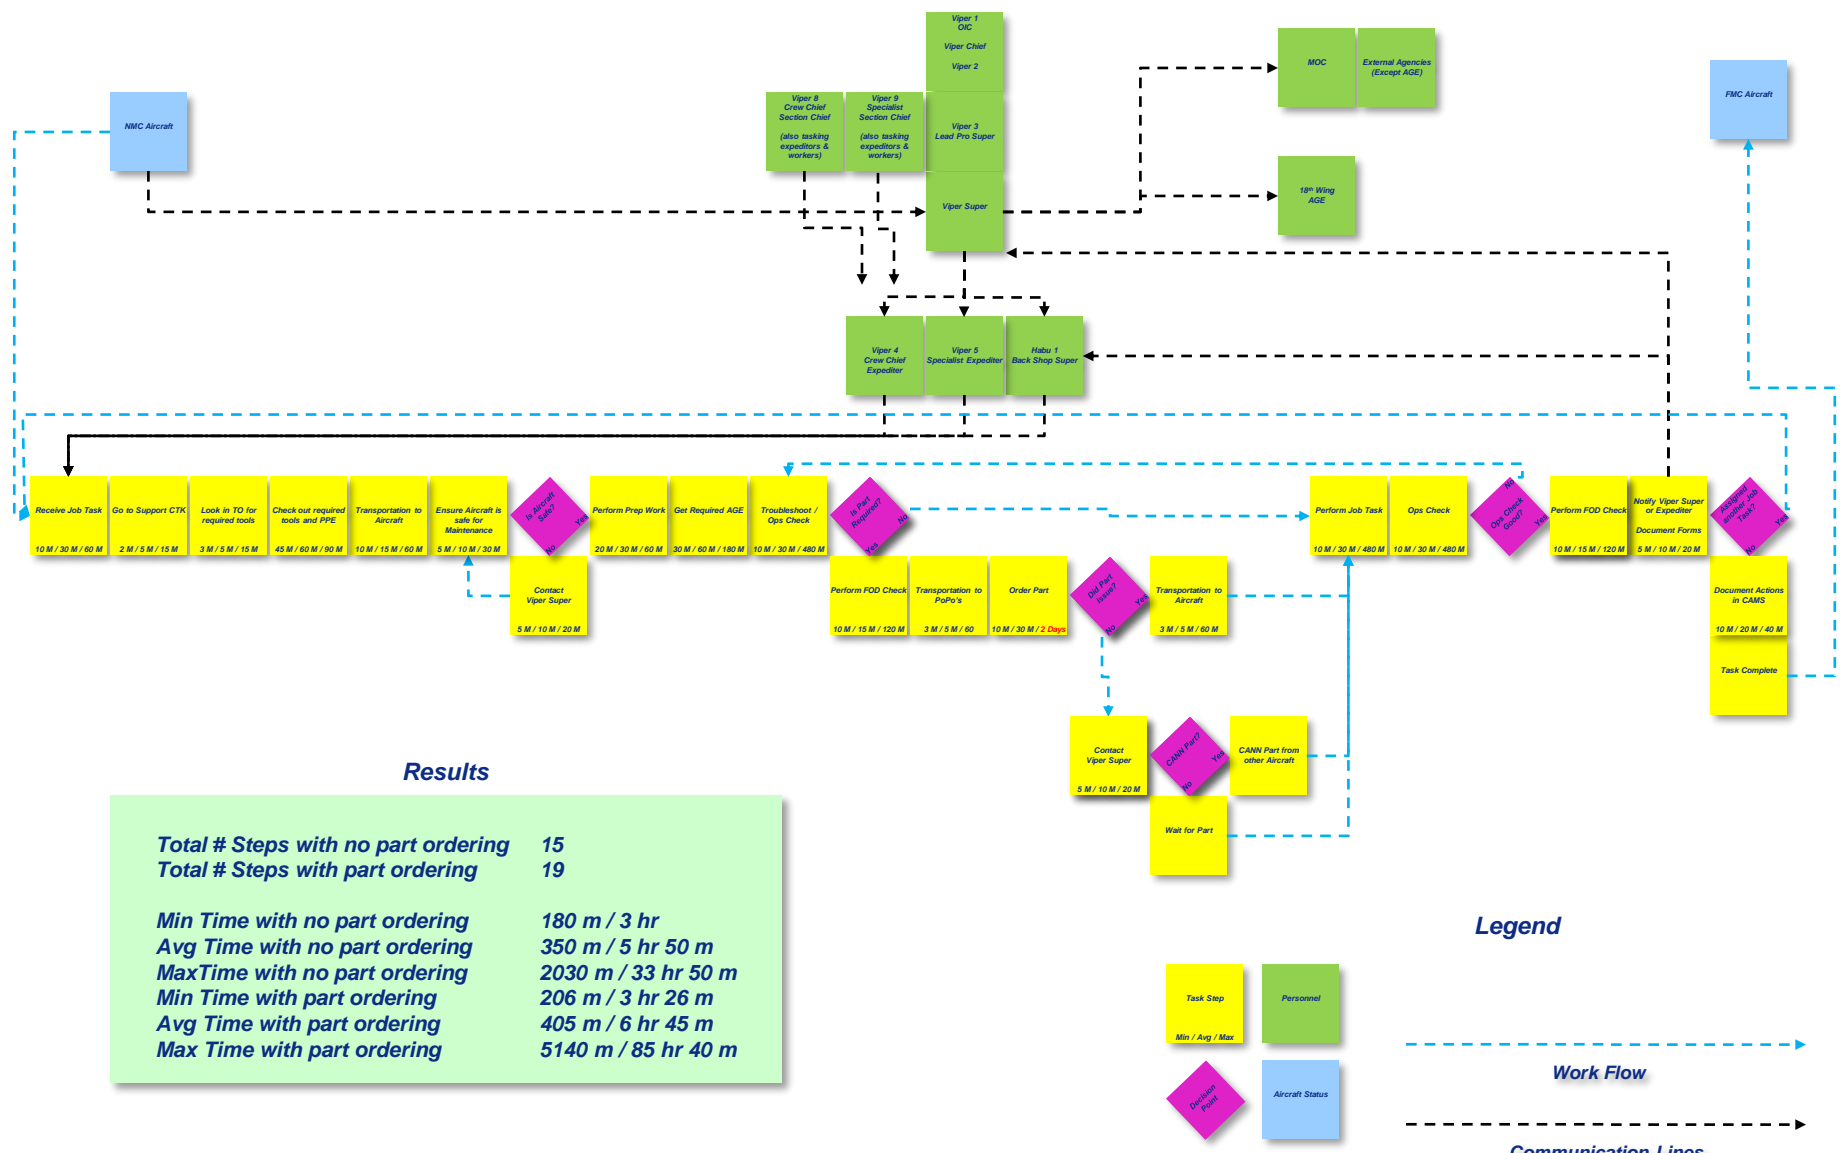 Viper 1
OIC
Viper Chief
Viper 2
MOC
External Agencies
(Except AGE)
NMC Aircraft
Viper 8
Crew Chief
Section Chief
(also tasking
expeditors &
workers)
Viper 9
Specialist
Section Chief
(also tasking
expeditors &
workers)
Viper 3
Lead Pro Super
FMC Aircraft
Viper Super
18th Wing
AGE
Viper 4
Crew Chief
Expediter
Viper 5
Specialist Expediter
Habu 1
Back Shop Super
Receive Job Task
10 M / 30 M / 60 M
Go to Support CTK
2 M / 5 M / 15 M
Look in TO for
required tools
3 M / 5 M / 15 M
Check out required
tools and PPE
45 M / 60 M / 90 M
Transportation to
Aircraft
10 M / 15 M / 60 M
Ensure Aircraft is
safe for
Maintenance
5 M / 10 M / 30 M
Is Aircraft
Safe?
Yes
No
Perform Prep Work
20 M / 30 M / 60 M
Get Required AGE
30 M / 60 M / 180 M
Troubleshoot /
Ops Check
10 M / 30 M / 480 M
Is Part
Required?
No
Yes
Perform Job Task
10 M / 30 M / 480 M
Ops Check
10 M / 30 M / 480 M
No
Ops Check
Good?
Yes
Perform FOD Check
10 M / 15 M / 120 M
Notify Viper Super
or Expediter
Document Forms
5 M / 10 M / 20 M
Assigned
another Job
Task?
Yes
No
Contact
Viper Super
5 M / 10 M / 20 M
Perform FOD Check
10 M / 15 M / 120 M
Transportation to
PoPo's
3 M / 5 M / 60
Order Part
10 M / 30 M / 2 Days
Did Part
Issue?
Yes
No
Transportation to
Aircraft
3 M / 5 M / 60 M
Document Actions
in CAMS
10 M / 20 M / 40 M
Task Complete
Contact
Viper Super
5 M / 10 M / 20 M
CANN Part?
Yas
No
CANN Part from
other Aircraft
Wait for Part
Results
Total # Steps with no part ordering 15
Total # Steps with part ordering 19
Min Time with no part ordering 180 m / 3 hr
Avg Time with no part ordering 350 m / 5 hr 50 m
MaxTime with no part ordering 2030 m / 33 hr 50 m
Min Time with part ordering 206 m / 3 hr 26 m
Avg Time with part ordering 405 m / 6 hr 45 m
Max Time with part ordering 5140 m / 85 hr 40 m
Legend
Task Step
Min / Avg / Max
Personnel
Decision
Point
Aircraft Status
Work Flow
Communication Lines